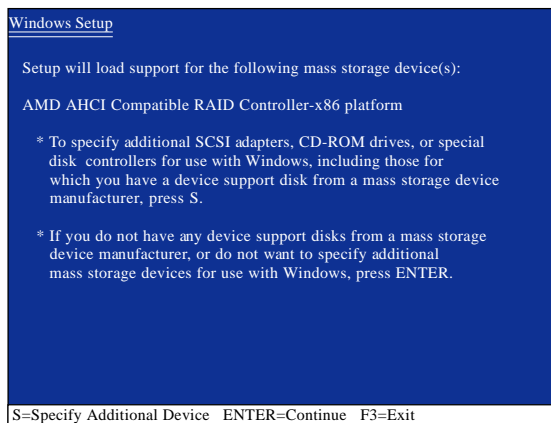 Windows Setup
Setup will load support for the following mass storage device(s):
AMD AHCI Compatible RAID Controller-x86 platform
* To specify additional SCSI adapters, CD-ROM drives, or special
disk controllers for use with Windows, including those for
which you have a device support disk from a mass storage device
manufacturer, press S.
* If you do not have any device support disks from a mass storage
device manufacturer, or do not want to specify additional
mass storage devices for use with Windows, press ENTER.
S=Specify Additional Device ENTER=Continue F3=Exit